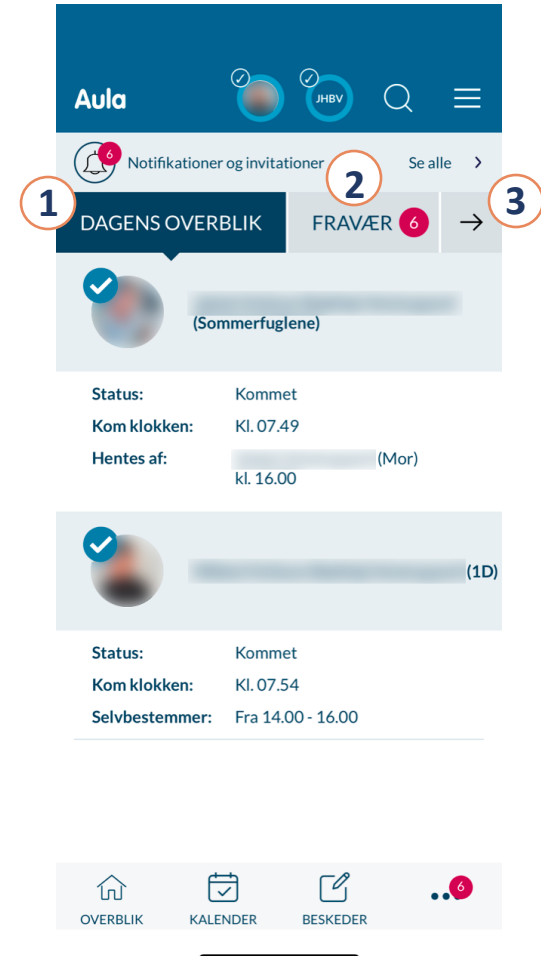 Aula
JHBV
6
Notifikationer og invitationer
Se alle
1
2
3
DAGENS OVERBLIK
FRAVÆR 6
(Sommerfuglene)
Status: Kommet
Kom klokken: Kl. 07.49
Hentes af: (Mor)
kl. 16.00
(1D)
Status: Kommet
Kom klokken: Kl. 07.54
Selvbestemmer: Fra 14.00 - 16.00
6
OVERBLIK
KALENDER
BESKEDER